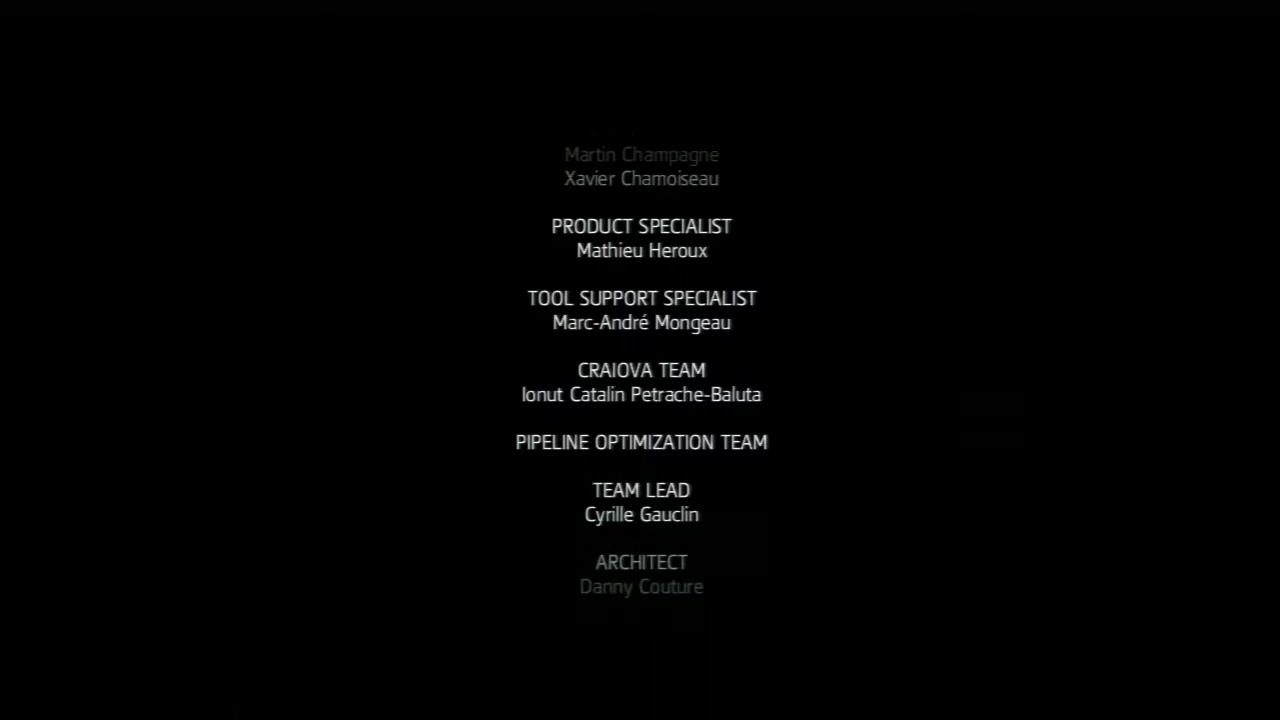 Martin Champagne
Xavier Chamoiseau
PRODUCT SPECIALIST
Mathieu Heroux
TOOL SUPPORT SPECIALIST
Marc-André Mongeau
CRAIOVA TEAM
Ionut Catalin Petrache-Baluta
PIPELINE OPTIMIZATION TEAM
TEAM LEAD
Cyrille Gauclin
ARCHITECT
Danny Couture